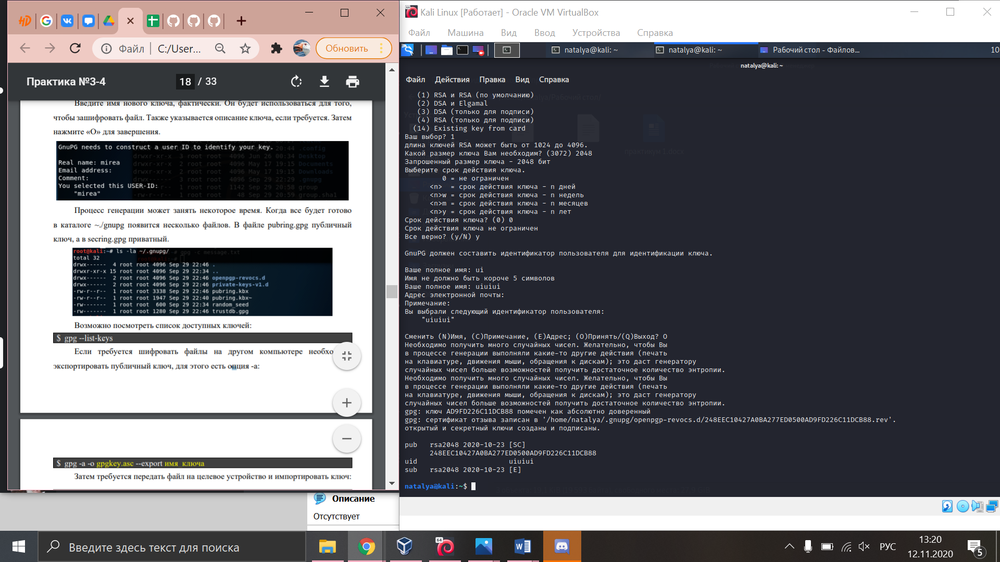 Файл
C:/User...
Обновить
Практика №3-4
18 / 33
Введите имя нового ключа, фактически. Он будет использоваться для того,
чтобы зашифровать файл. Также указывается описание ключа, если требуется. Затем
нажмите «O» для завершения.
GnuPG needs to construct a user ID to identify your key.
Real name: mirea
Email address:
Comment:
You selected this USER-ID:
"mirea"
Процесс генерации может занять некоторое время. Когда все будет готово
в каталоге ~./gnupg появится несколько файлов. В файле pubring.gpg публичный
ключ, а в secring.gpg приватный.
root@kali:~# ls -la ~/.gnupg/
total 32
drwx------ 4 root root 4096 Sep 29 22:46 .
drwxr-xr-x 15 root root 4096 Sep 29 22:34 ..
drwx------ 2 root root 4096 Sep 29 22:46 openpgp-revocs.d
drwx------ 2 root root 4096 Sep 29 22:46 private-keys-v1.d
-rw-r--r-- 1 root root 3338 Sep 29 22:46 pubring.kbx
-rw-r--r-- 1 root root 1947 Sep 29 22:40 pubring.kbx~
-rw------- 1 root root 600 Sep 29 22:34 random_seed
-rw------- 1 root root 1280 Sep 29 22:46 trustdb.gpg
Возможно посмотреть список доступных ключей:
$ gpg --list-keys
Если требуется шифровать файлы на другом компьютере необхо
экспортировать публичный ключ, для этого есть опция -a:
$ gpg -a -o gpgkey.asc --export имя_ключа
Затем требуется передать файл на целевое устройство и импортировать ключ:
Описание
Отсутствует
Kali Linux [Работает] - Oracle VM VirtualBox
Файл Машина Вид Ввод Устройства Справка
natalya@kali: ~
natalya@kali: ~
Рабочий стол - Файлов...
10
natalya@kali: ~
Файл Действия Правка Вид Справка
(1) RSA и RSA (по умолчанию)
(2) DSA и Elgamal
(3) DSA (только для подписи)
(4) RSA (только для подписи)
(14) Existing key from card
Ваш выбор? 1
длина ключей RSA может быть от 1024 до 4096.
Какой размер ключа Вам необходим? (3072) 2048
Запрошенный размер ключа - 2048 бит
Выберите срок действия ключа.
0 = не ограничен
<n> = срок действия ключа - n дней
<n>w = срок действия ключа - n недель
<n>m = срок действия ключа - n месяцев
<n>y = срок действия ключа - n лет
Срок действия ключа? (0) 0
Срок действия ключа не ограничен
Все верно? (y/N) y
GnuPG должен составить идентификатор пользователя для идентификации ключа.
Ваше полное имя: ui
Имя не должно быть короче 5 символов
Ваше полное имя: uiuiui
Адрес электронной почты:
Примечание:
Вы выбрали следующий идентификатор пользователя:
"uiuiui"
Сменить (N)Имя, (C)Примечание, (E)Адрес; (O)Принять/(Q)Выход? O
Необходимо получить много случайных чисел. Желательно, чтобы Вы
в процессе генерации выполняли какие-то другие действия (печать
на клавиатуре, движения мыши, обращения к дискам); это даст генератору
случайных чисел больше возможностей получить достаточное количество энтропии.
Необходимо получить много случайных чисел. Желательно, чтобы Вы
в процессе генерации выполняли какие-то другие действия (печать
на клавиатуре, движения мыши, обращения к дискам); это даст генератору
случайных чисел больше возможностей получить достаточное количество энтропии.
gpg: ключ AD9FD226C11DCB88 помечен как абсолютно доверенный
gpg: сертификат отзыва записан в '/home/natalya/.gnupg/openpgp-revocs.d/248EEC10427A0BA277ED0500AD9FD226C11DCB88.rev'.
открытый и секретный ключи созданы и подписаны.
pub rsa2048 2020-10-23 [SC]
248EEC10427A0BA277ED0500AD9FD226C11DCB88
uid uiuiui
sub rsa2048 2020-10-23 [E]
natalya@kali:~$
Введите здесь текст для поиска
РУС
13:20
12.11.2020
5